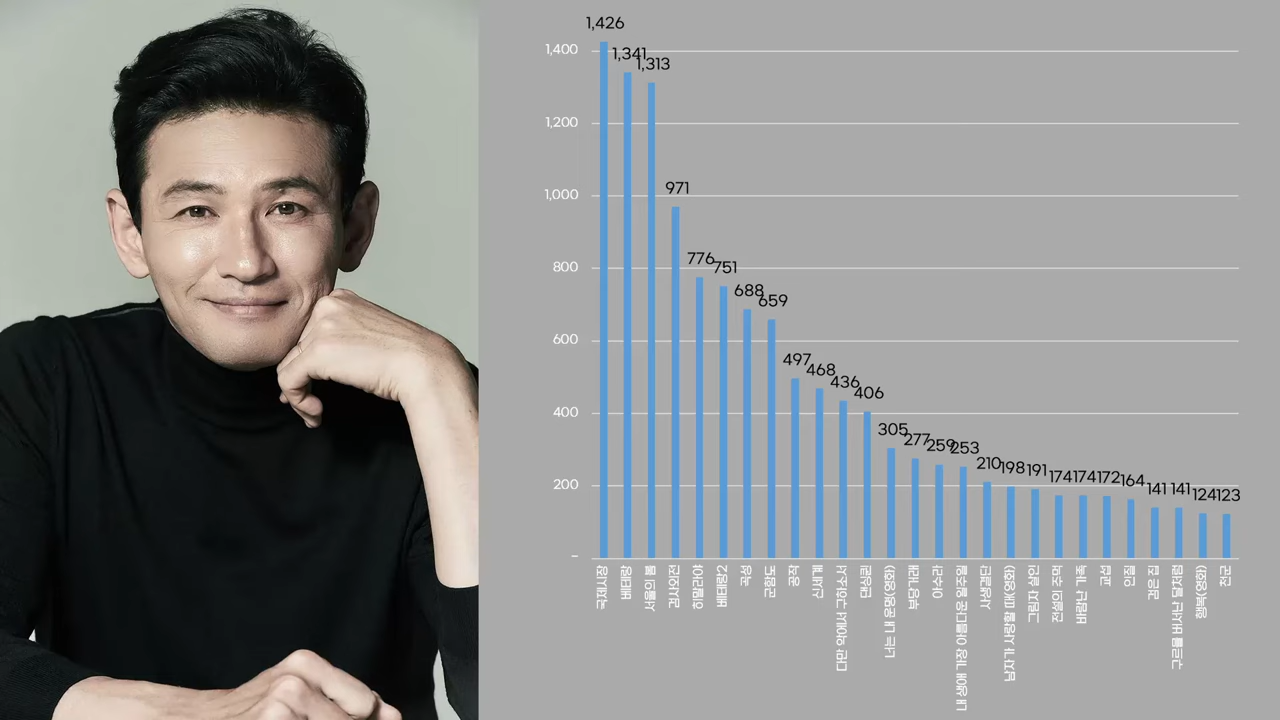 1,426
1,341
1,313
971
776
751
688
659
497
468
436
406
305
277
259
253
210
198
191
174
174
172
164
141
141
124
123
1,400
1,200
1,000
800
600
400
200
–
국제시장
베테랑
서울의 봄
검사외전
히말라야
베테랑2
곡성
군함도
공작
신세계
다만 악에서 구하소서
댄싱퀸
너는 내 운명(영화)
부당거래
아수라
내 생애 가장 아름다운 일주일
사생결단
남자가 사랑할 때(영화)
그림자 살인
전설의 주먹
바람난 가족
교섭
인질
검은 집
구르믈 버서난 달처럼
행복(영화)
전군